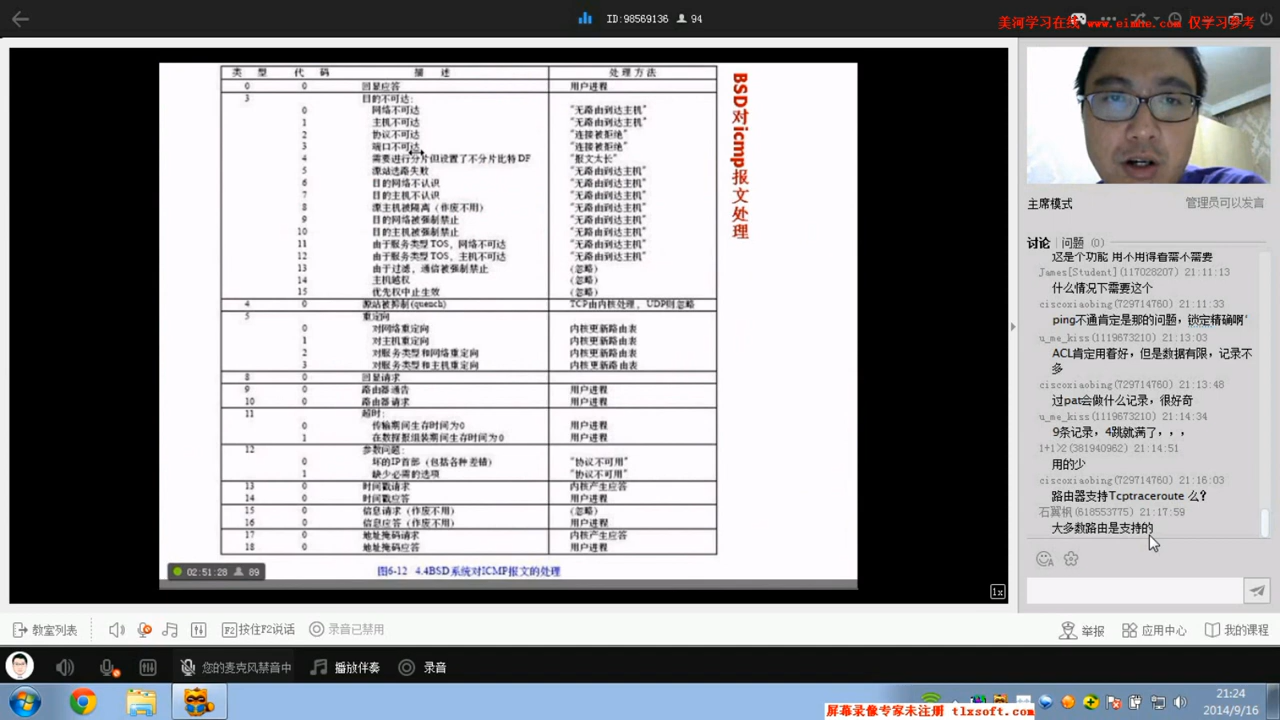 ID:98569136 94
美河学习在线 www.eimhe.com 仅学习参考
类 型 代 码 描 述 处理方法
0 0 回显应答 用户进程
3 目的不可达:
0 网络不可达 “无路由到达主机”
1 主机不可达 “无路由到达主机”
2 协议不可达 “连接被拒绝”
3 端口不可达 “连接被拒绝”
4 需要进行分片但设置了不分片比特DF “报文太长”
5 源站选路失败 “无路由到达主机”
6 目的网络不认识 “无路由到达主机”
7 目的主机不认识 “无路由到达主机”
8 源主机被隔离（作废不用） “无路由到达主机”
9 目的网络被强制禁止 “无路由到达主机”
10 目的主机被强制禁止 “无路由到达主机”
11 由于服务类型TOS，网络不可达 “无路由到达主机”
12 由于服务类型TOS，主机不可达 “无路由到达主机”
13 由于过滤，通信被强制禁止 (忽略)
14 主机越权 (忽略)
15 优先权中止生效 (忽略)
4 0 源站被抑制(quench) TCP由内核处理，UDP则忽略
5 重定向
0 对网络重定向 内核更新路由表
1 对主机重定向 内核更新路由表
2 对服务类型和网络重定向 内核更新路由表
3 对服务类型和主机重定向 内核更新路由表
8 0 回显请求
9 0 路由器通告 用户进程
10 0 路由器请求 用户进程
11 超时:
0 传输期间生存时间为0 用户进程
1 在数据报组装期间生存时间为0 用户进程
12 参数问题:
0 坏的IP首部（包括各种差错） “协议不可用”
1 缺少必需的选项 “协议不可用”
13 0 时间戳请求 内核产生应答
14 0 时间戳应答 用户进程
15 0 信息请求（作废不用） (忽略)
16 0 信息应答（作废不用） 用户进程
17 0 地址掩码请求 内核产生应答
18 0 地址掩码应答 用户进程
图6-12 4.4BSD系统对ICMP报文的处理
BSD对icmp报文处理
02:51:28 89
1x
主席模式 管理员可以发言
讨论 问题 (0)
这是个功能 用不用得看需不需要
James[Student](117028207) 21:11:13
什么情况下需要这个
ciscoxiaobing(729714760) 21:11:33
ping不通肯定是那的问题，锁定精确啊'
u_me_kiss(1119673210) 21:13:03
ACL肯定用着好，但是数据有限，记录不多
ciscoxiaobing(729714760) 21:13:48
过pat会做什么记录，很好奇
u_me_kiss(1119673210) 21:14:34
9条记录，4跳就满了，，，
1+1>2(381940962) 21:14:51
用的少
ciscoxiaobing(729714760) 21:16:03
路由器支持Tcptraceroute 么?
石冀枫(618553775) 21:17:59
大多数路由是支持的
教室列表 F2 按住F2说话 录音已禁用
举报 应用中心 我的课程
您的麦克风禁音中 播放伴奏 录音
21:24
2014/9/16
屏幕录像专家未注册 tlxsoft.com